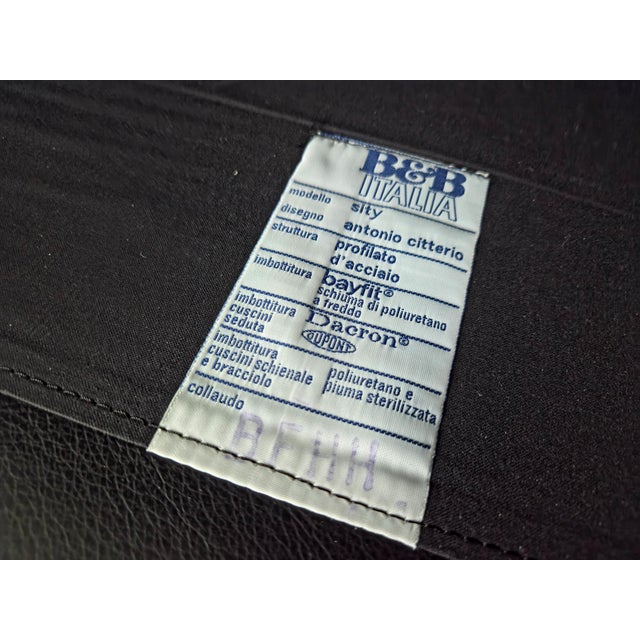 B&B
ITALIA
modello sity
disegno antonio citterio
struttura profilato
d'acciaio
imbottitura bayfit®
schiuma di poliuretano
a freddo
imbottitura
cuscini
seduta
Dacron®
DUPONT
imbottitura
cuscini schienale
e bracciolo
poliuretano e
piuma sterilizzata
collaudo
BFHH